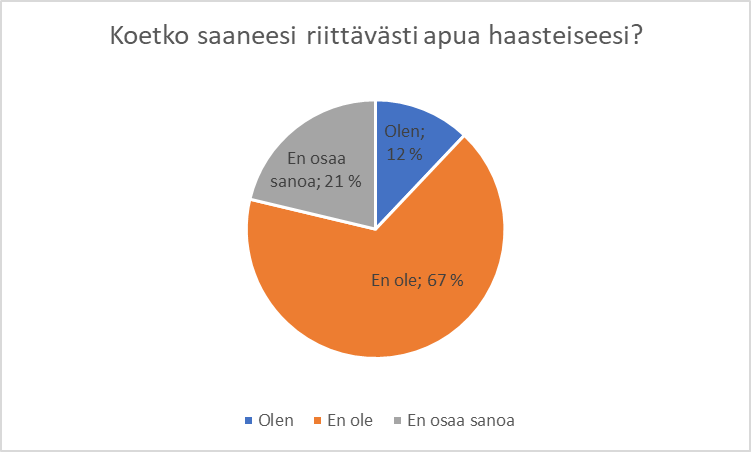 Koetko saaneesi riittävästi apua haasteiseesi?
Olen;
12 %
En osaa
sanoa; 21 %
En ole; 67 %
Olen
En ole
En osaa sanoa